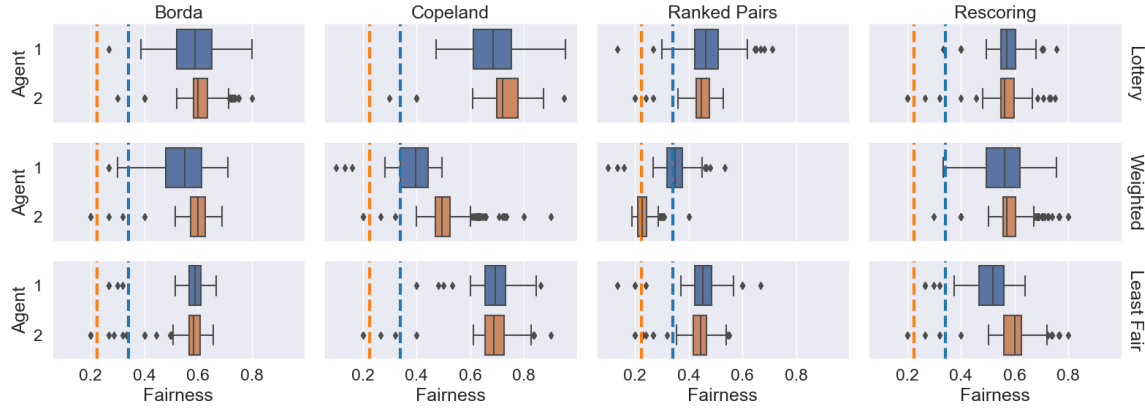 Borda Copeland Ranked Pairs Rescoring
Agent 1 2 Lottery
Agent 1 2 Weighted
Agent 1 2 Least Fair
0.2 0.4 0.6 0.8 0.2 0.4 0.6 0.8 0.2 0.4 0.6 0.8 0.2 0.4 0.6 0.8
Fairness Fairness Fairness Fairness